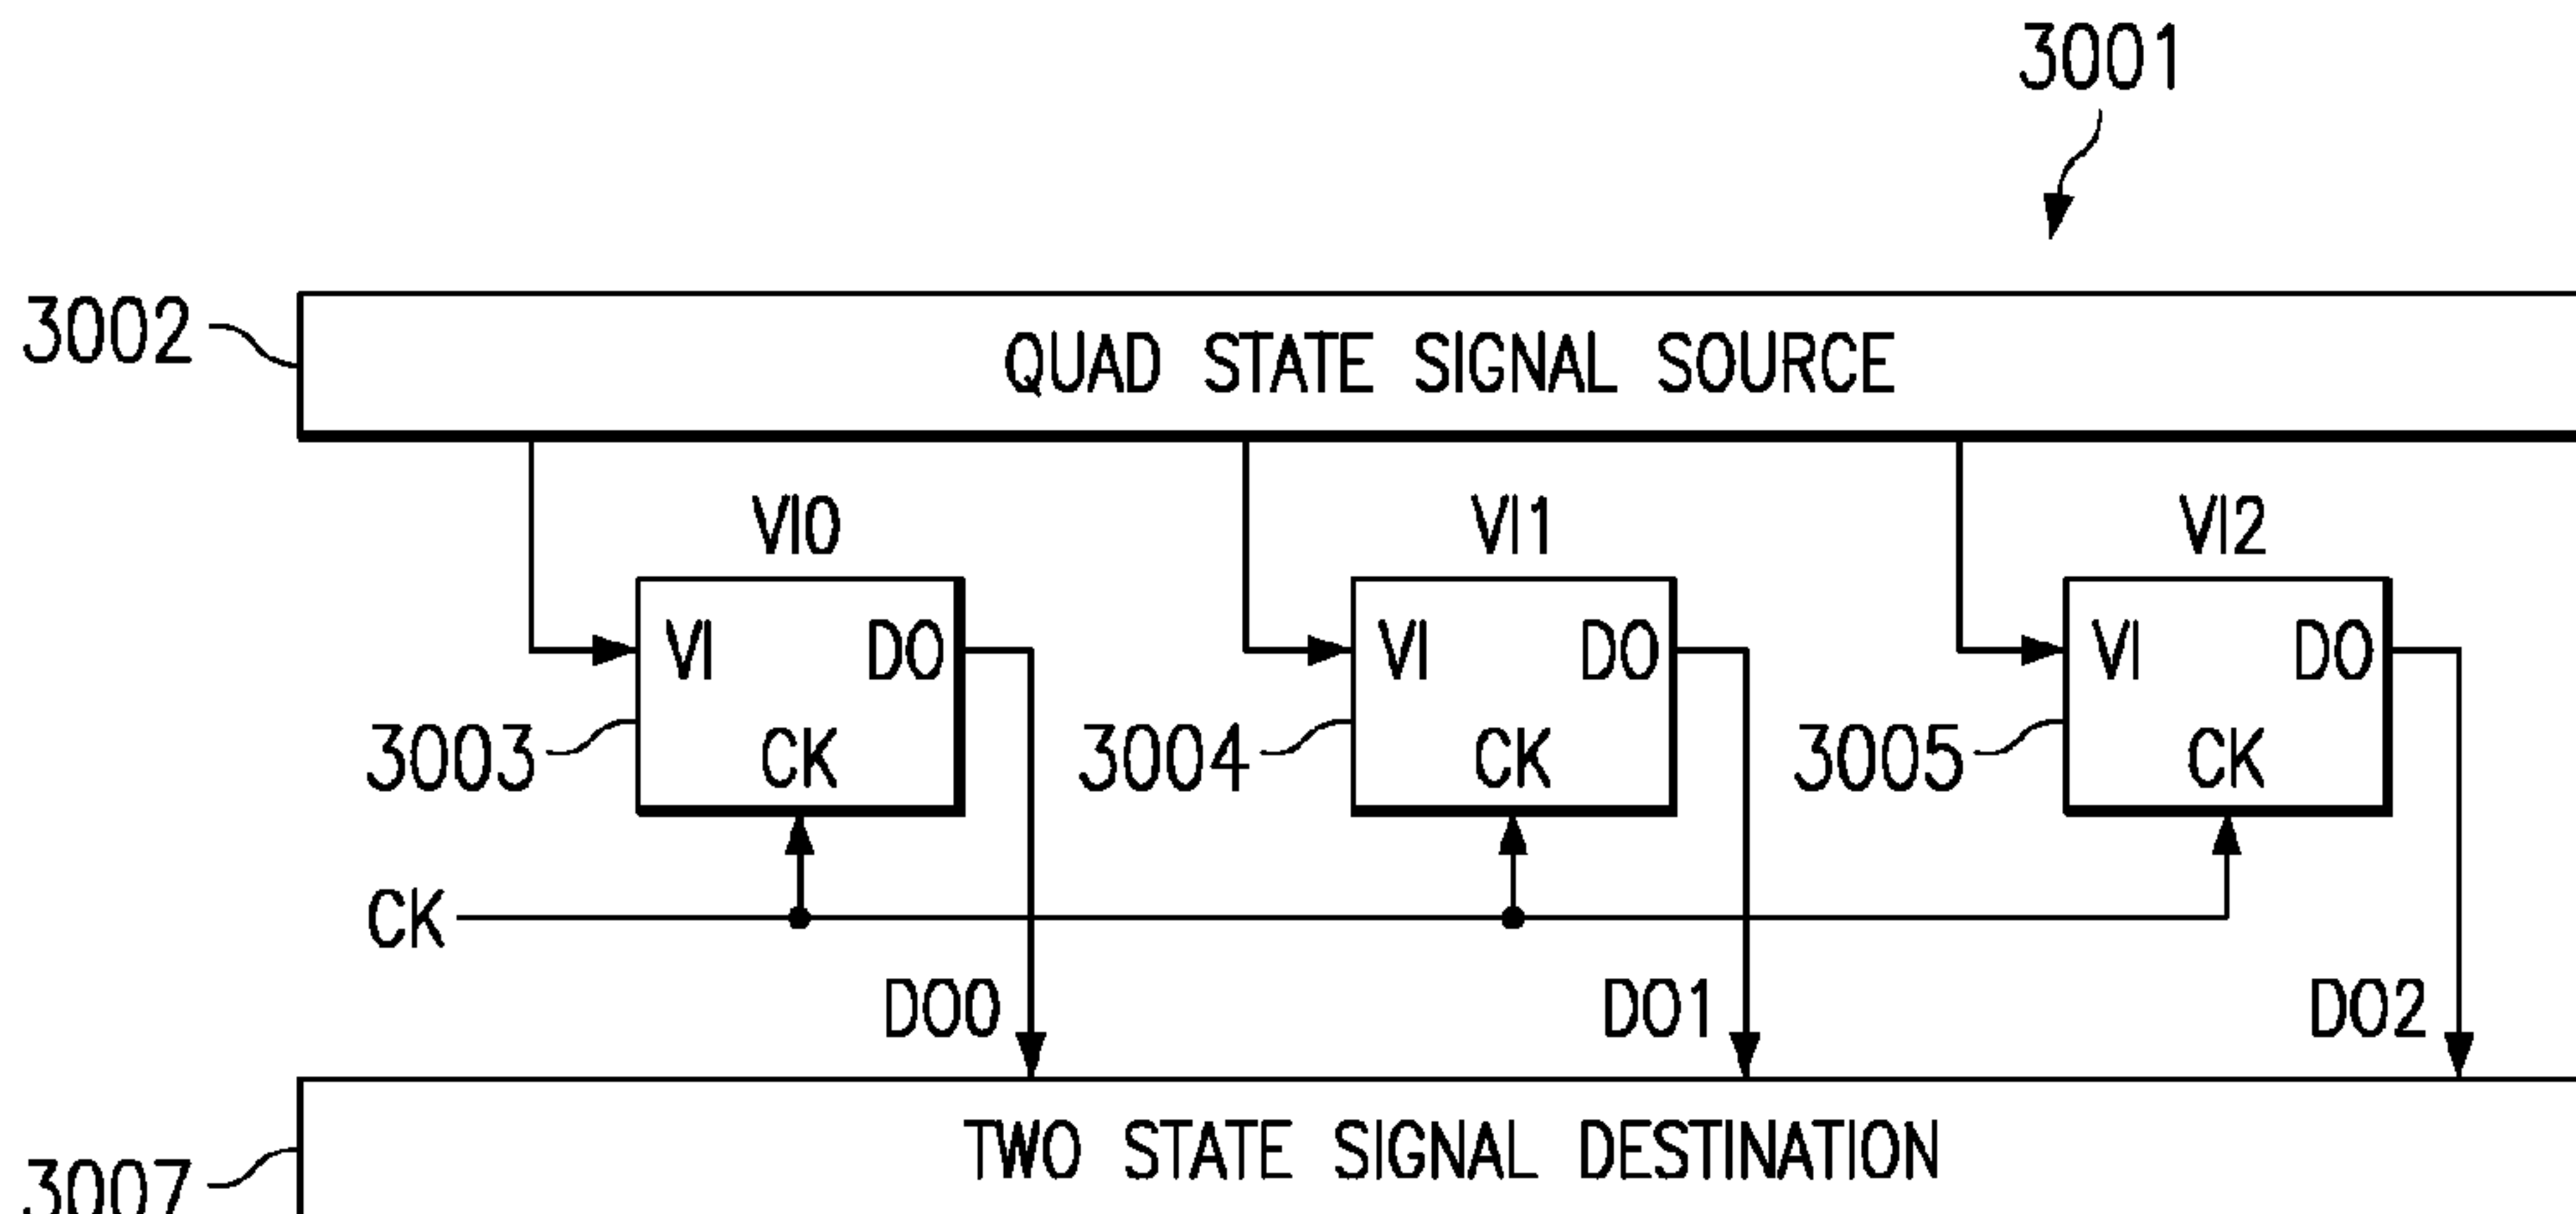 3001
3002
QUAD STATE SIGNAL SOURCE
VI0
VI1
VI2
VI DO
VI DO
VI DO
3003
CK
3004
CK
3005
CK
CK
DO0
DO1
DO2
TWO STATE SIGNAL DESTINATION
3007